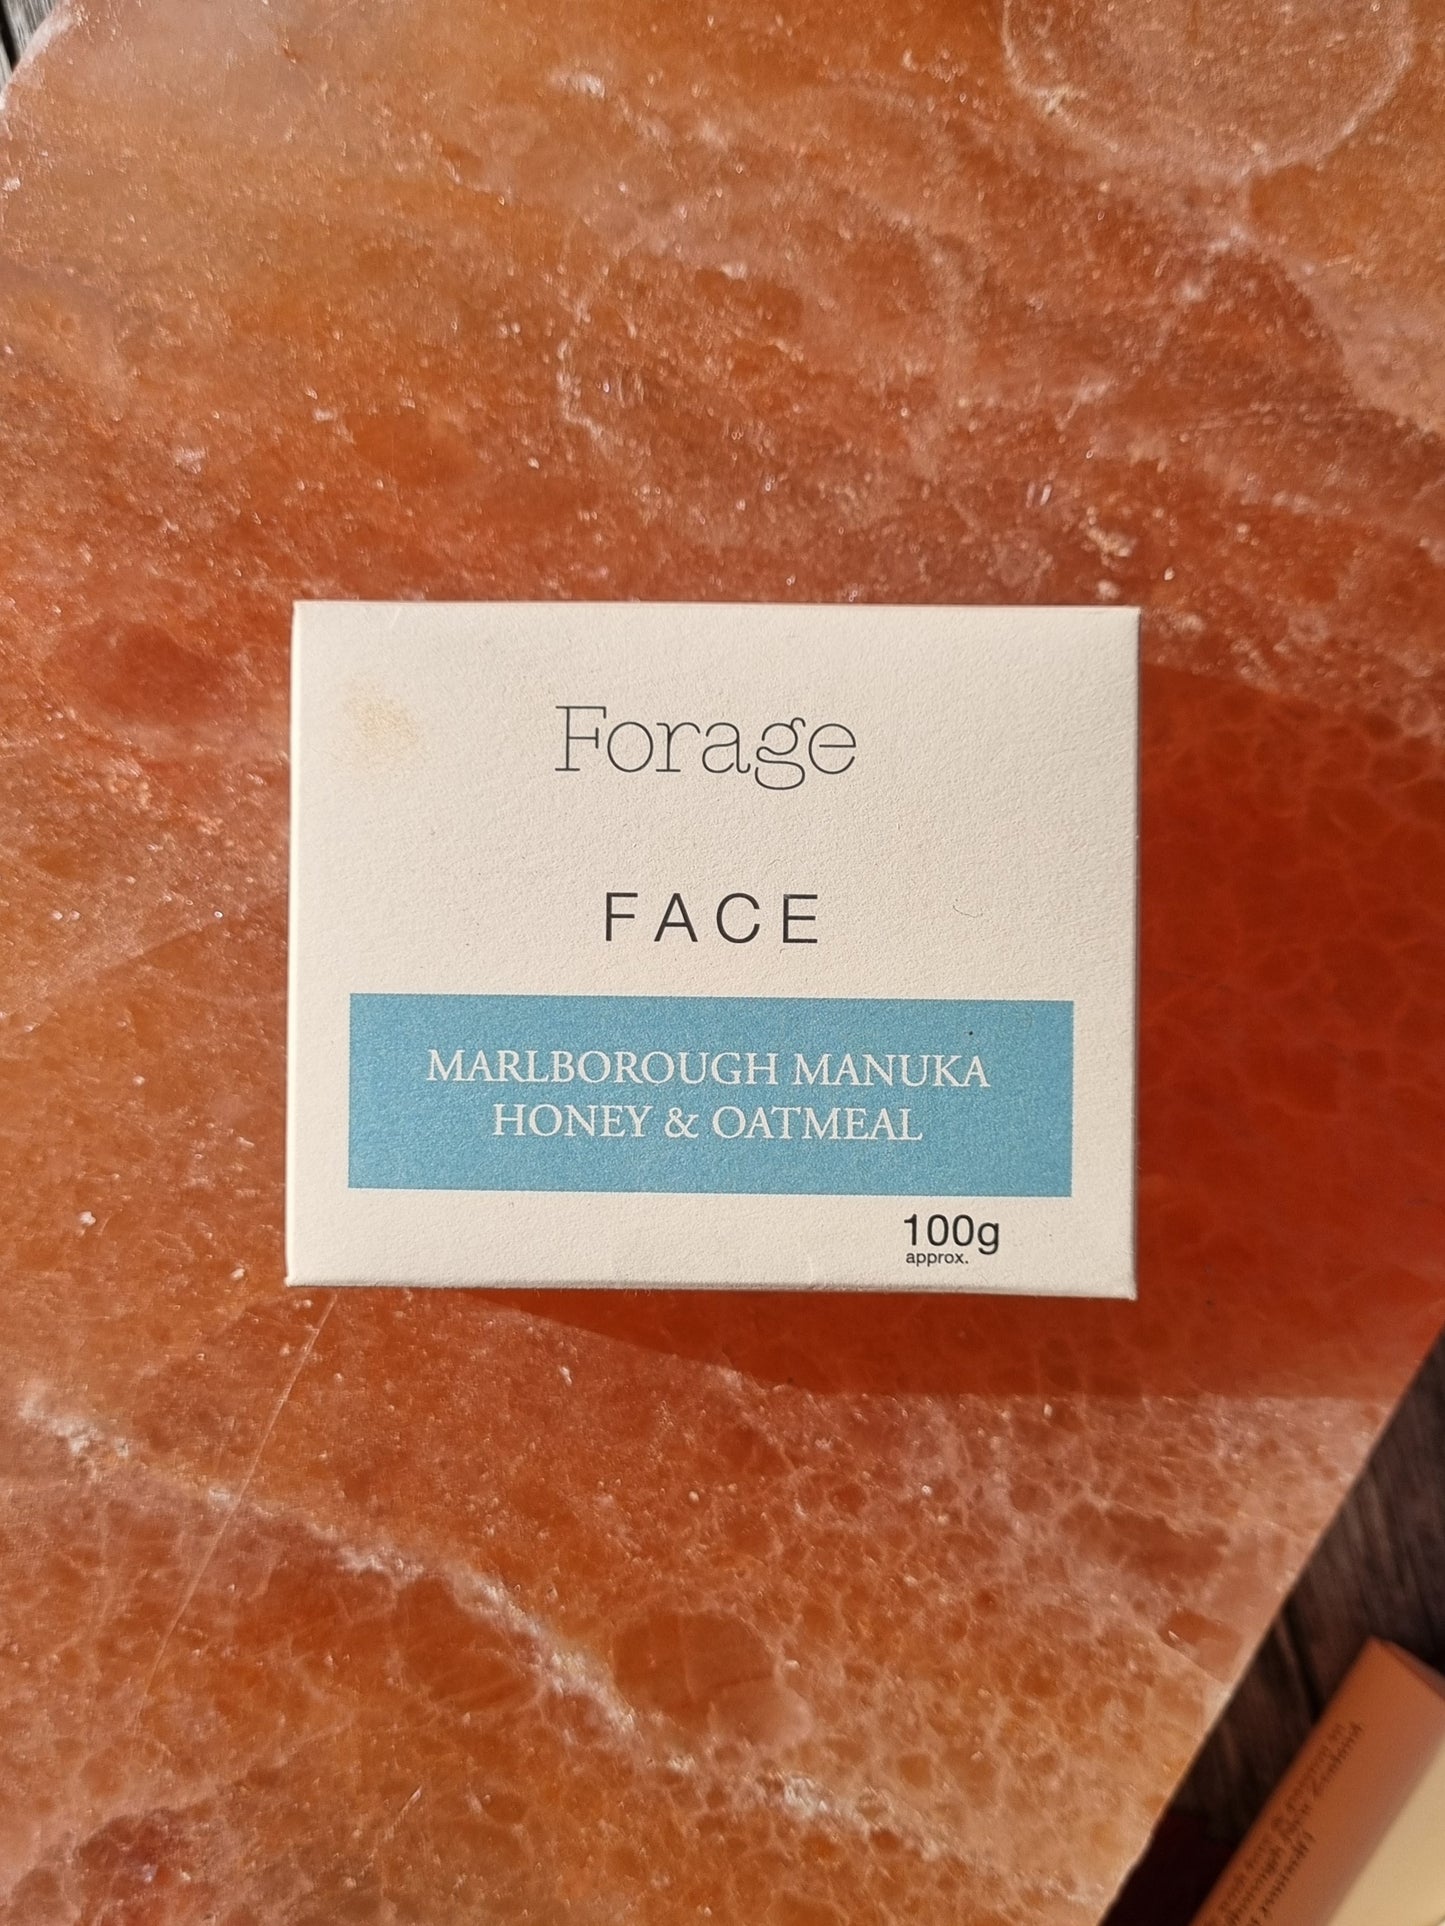 Forage
FACE
MARLBOROUGH MANUKA
HONEY & OATMEAL
100g
approx.